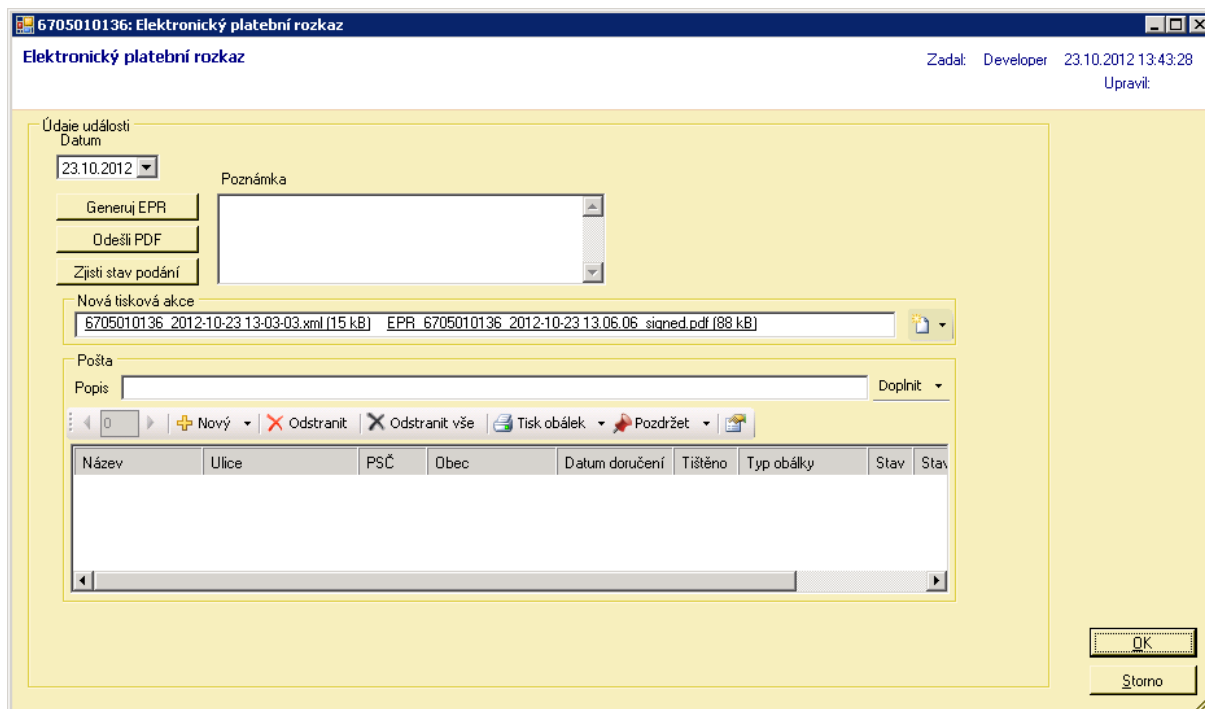 6705010136: Elektronický platební rozkaz
Elektronický platební rozkaz
Zadal: Developer 23.10.2012 13:43:28
Upravil:
Údaje události
Datum
23.10.2012
Poznámka
Generuj EPR
Odešli PDF
Zjisti stav podání
Nová tisková akce
6705010136_2012-10-23 13-03-03.xml (15 kB) EPR_6705010136_2012-10-23 13.06.06_signed.pdf (88 kB)
Pošta
Popis
Doplnit
0 Nový Odstranit Odstranit vše Tisk obálek Pozdržet
Název Ulice PSČ Obec Datum doručení Tištěno Typ obálky Stav Stav
OK
Storno